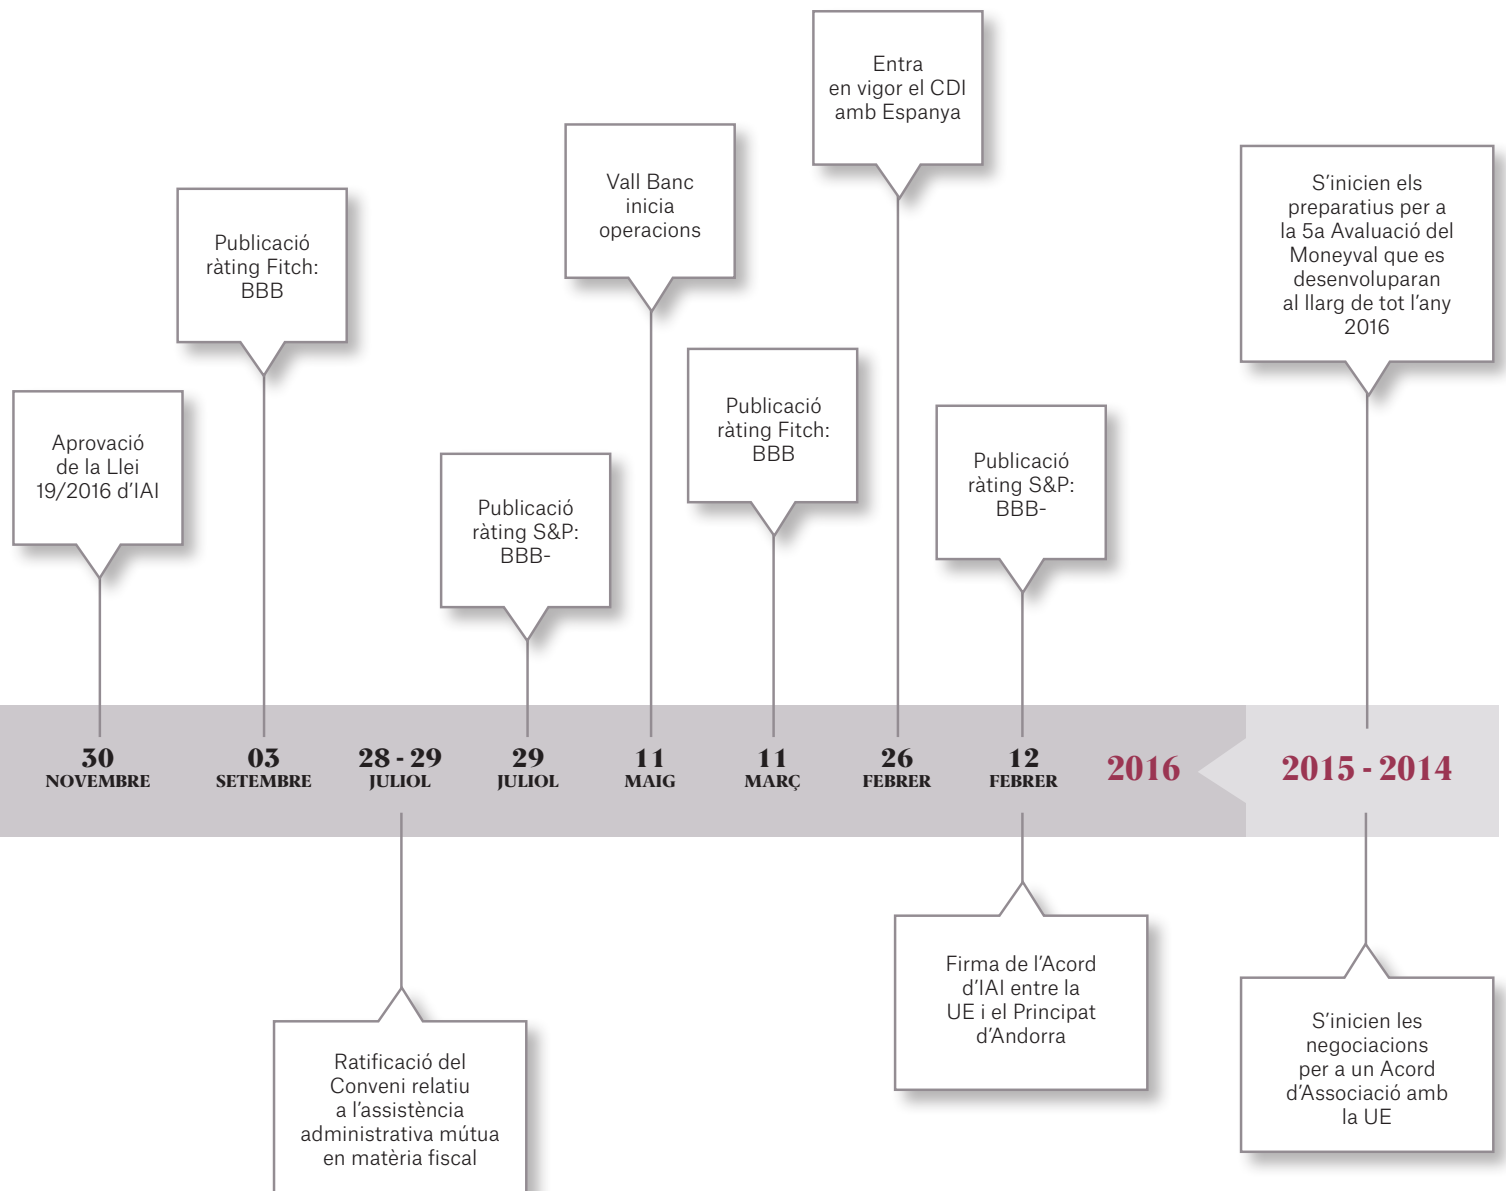 Entra
en vigor el CDI
amb Espanya
Vall Banc
inicia
operacions
S’inicien els
preparatius per a
la 5a Avaluació del
Moneyval que es
desenvoluparan
al llarg de tot l’any
2016
Publicació
ràting Fitch:
BBB
Publicació
ràting Fitch:
BBB
Aprovació
de la Llei
19/2016 d’IAI
Publicació
ràting S&P:
BBB-
Publicació
ràting S&P:
BBB-
30
NOVEMBRE
03
SETEMBRE
28 - 29
JULIOL
29
JULIOL
11
MAIG
11
MARÇ
26
FEBRER
12
FEBRER
2016
2015 - 2014
Firma de l’Acord
d’IAI entre la
UE i el Principat
d’Andorra
S’inicien les
negociacions
per a un Acord
d’Associació amb
la UE
Ratificació del
Conveni relatiu
a l’assistència
administrativa mútua
en matèria fiscal